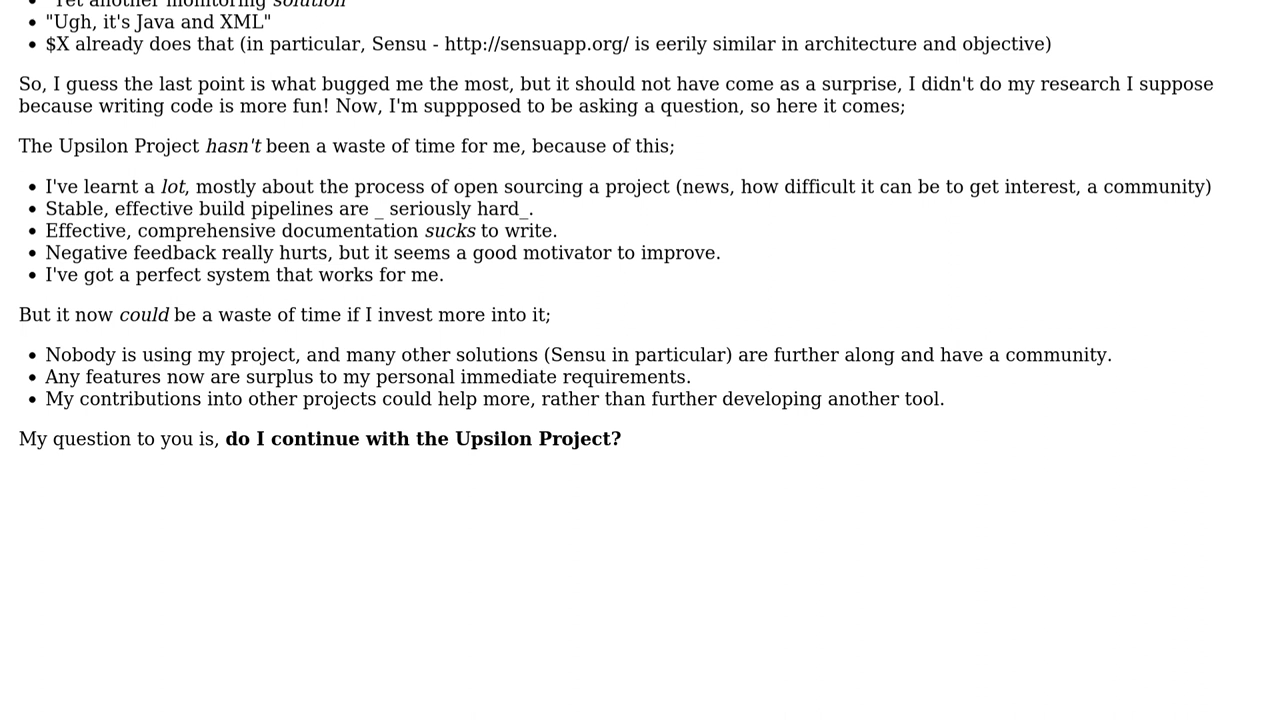 "Yet another monitoring solution"
"Ugh, it's Java and XML"
$X already does that (in particular, Sensu - http://sensuapp.org/ is eerily similar in architecture and objective)
So, I guess the last point is what bugged me the most, but it should not have come as a surprise, I didn't do my research I suppose
because writing code is more fun! Now, I'm suppposed to be asking a question, so here it comes;
The Upsilon Project hasn't been a waste of time for me, because of this;
I've learnt a lot, mostly about the process of open sourcing a project (news, how difficult it can be to get interest, a community)
Stable, effective build pipelines are _ seriously hard_.
Effective, comprehensive documentation sucks to write.
Negative feedback really hurts, but it seems a good motivator to improve.
I've got a perfect system that works for me.
But it now could be a waste of time if I invest more into it;
Nobody is using my project, and many other solutions (Sensu in particular) are further along and have a community.
Any features now are surplus to my personal immediate requirements.
My contributions into other projects could help more, rather than further developing another tool.
My question to you is, do I continue with the Upsilon Project?